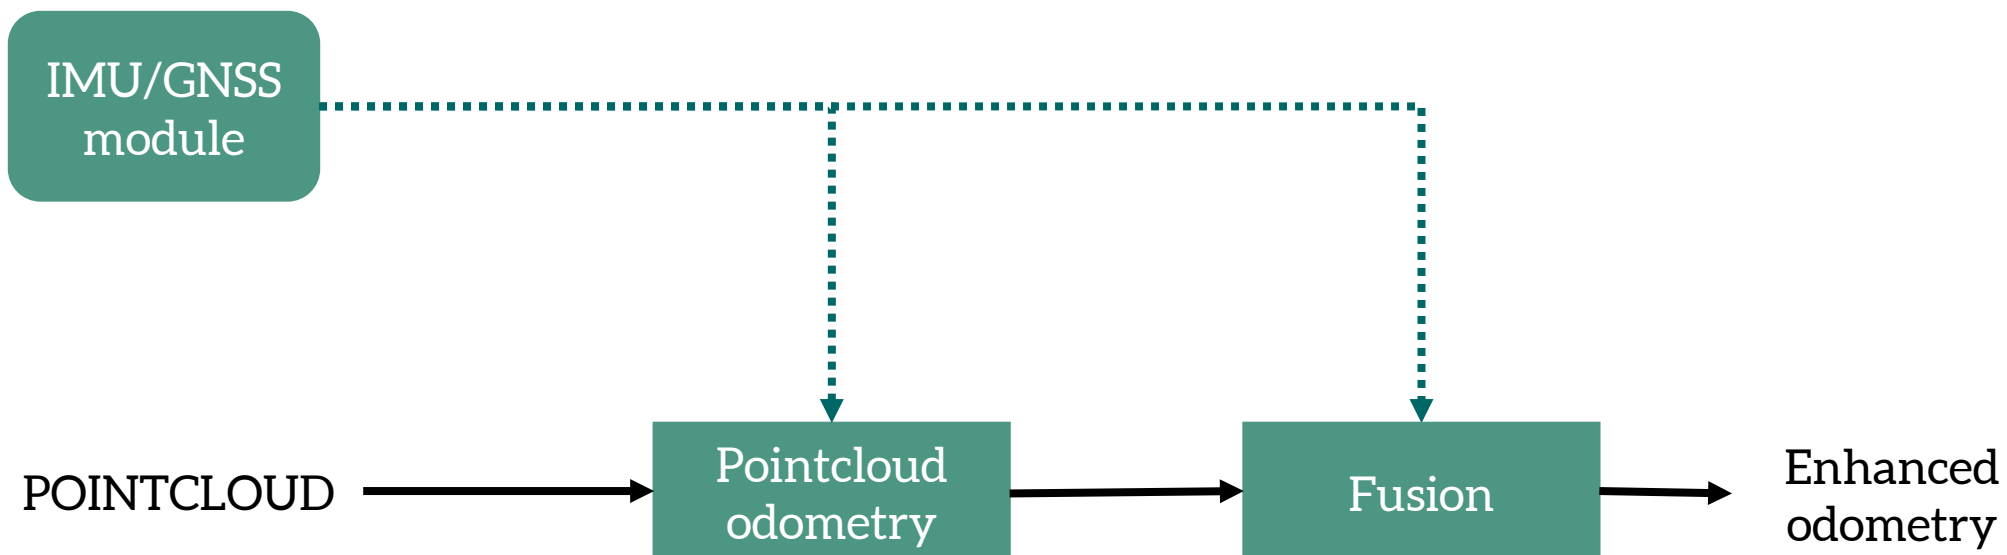 IMU/GNSS
module
POINTCLOUD
Pointcloud
odometry
Fusion
Enhanced
odometry